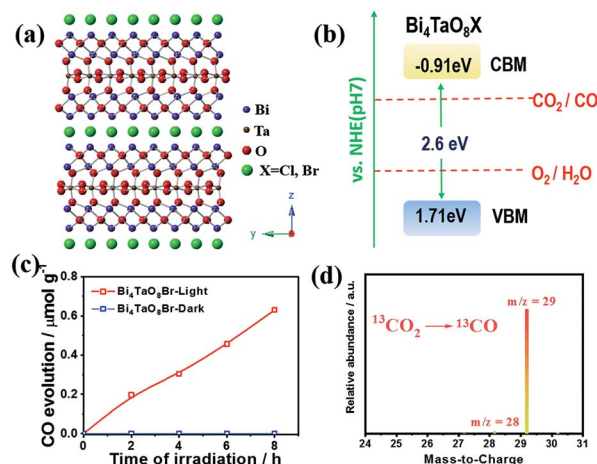 (a)
Bi
Ta
O
X=Cl, Br
z
y
(b)
Bi₄TaO₈X
vs. NHE(pH7)
-0.91eV CBM
CO₂ / CO
2.6 eV
O₂ / H₂O
1.71eV VBM
(c)
CO evolution / μmol g⁻¹
0.8
0.6
0.4
0.2
0.0
Bi₄TaO₈Br-Light
Bi₄TaO₈Br-Dark
0 2 4 6 8
Time of irradiation / h
(d)
Relative abundance / a.u.
¹³CO₂ → ¹³CO
m/z = 29
m/z = 28
24 25 26 27 28 29 30 31
Mass-to-Charge